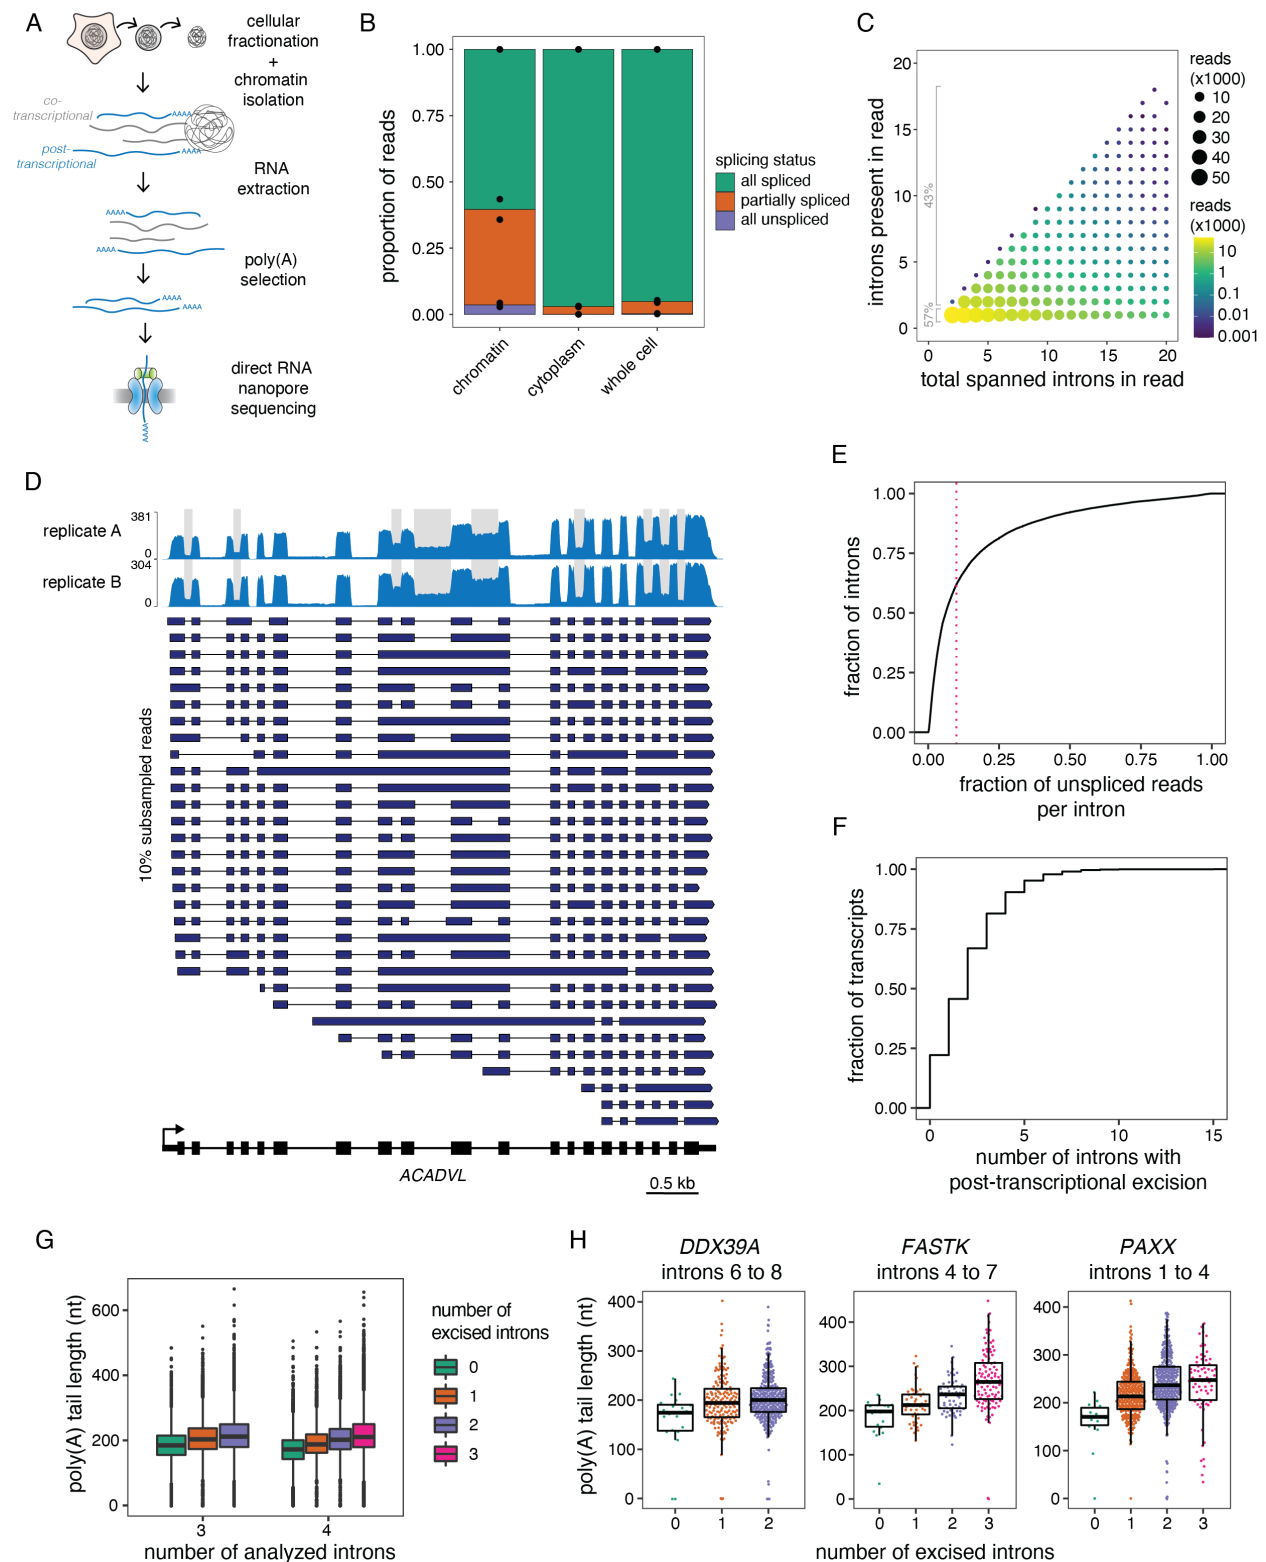 A
cellular
fractionation
+
chromatin
isolation
co-
transcriptional
AAAA
post-
transcriptional
AAAA
RNA
extraction
AAAA
AAAA
poly(A)
selection
AAAA
AAAA
direct RNA
nanopore
sequencing
AAAA
B
proportion of reads
1.00
0.75
0.50
0.25
0.00
chromatin
cytoplasm
whole cell
splicing status
all spliced
partially spliced
all unspliced
C
introns present in read
20
15
10
5
0
43%
57%
0
5
10
15
20
total spanned introns in read
reads
(x1000)
10
20
30
40
50
reads
(x1000)
10
1
0.1
0.01
0.001
D
replicate A
381
0
replicate B
304
0
10% subsampled reads
ACADVL
0.5 kb
E
fraction of introns
1.00
0.75
0.50
0.25
0.00
0.00
0.25
0.50
0.75
1.00
fraction of unspliced reads
per intron
F
fraction of transcripts
1.00
0.75
0.50
0.25
0.00
0
5
10
15
number of introns with
post-transcriptional excision
G
poly(A) tail length (nt)
600
400
200
0
3
4
number of analyzed introns
number of
excised introns
0
1
2
3
H
poly(A) tail length (nt)
DDX39A
introns 6 to 8
400
300
200
100
0
0
1
2
FASTK
introns 4 to 7
400
300
200
100
0
0
1
2
3
PAXX
introns 1 to 4
400
300
200
100
0
0
1
2
3
number of excised introns